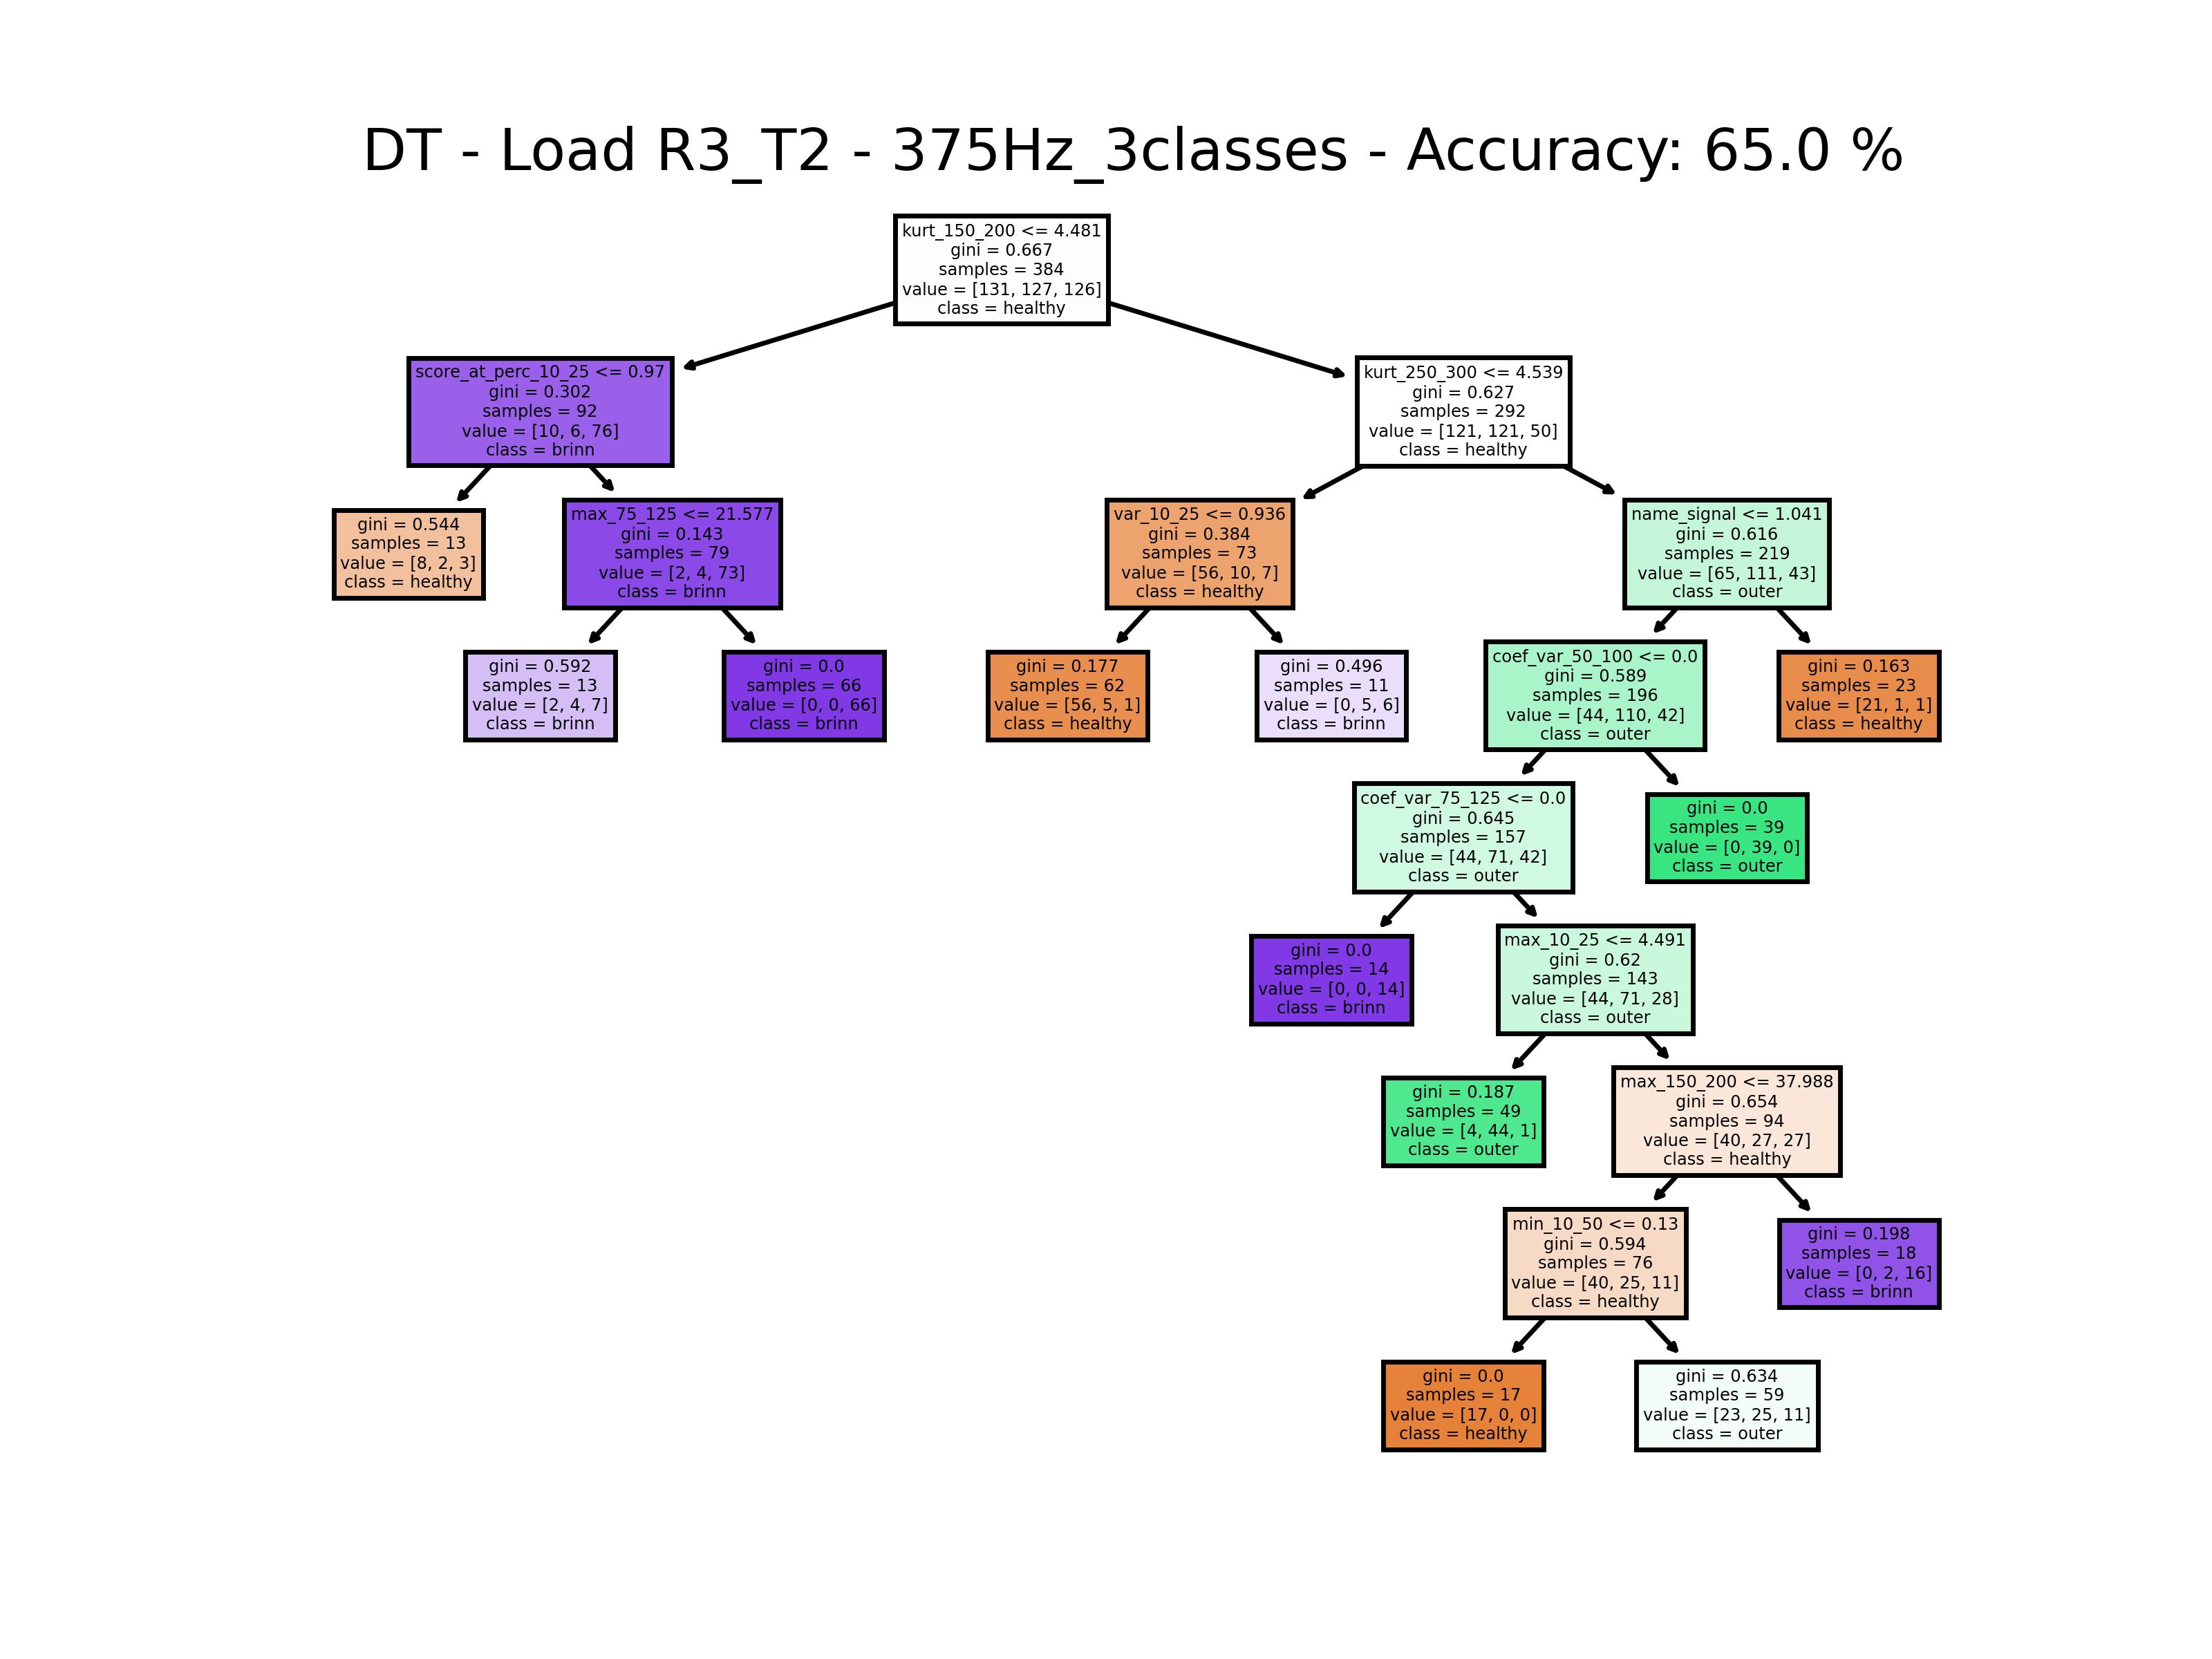 DT - Load R3_T2 - 375Hz_3classes - Accuracy: 65.0 %
kurt_150_200 <= 4.481
gini = 0.667
samples = 384
value = [131, 127, 126]
class = healthy
score_at_perc_10_25 <= 0.97
gini = 0.302
samples = 92
value = [10, 6, 76]
class = brinn
kurt_250_300 <= 4.539
gini = 0.627
samples = 292
value = [121, 121, 50]
class = healthy
gini = 0.544
samples = 13
value = [8, 2, 3]
class = healthy
max_75_125 <= 21.577
gini = 0.143
samples = 79
value = [2, 4, 73]
class = brinn
var_10_25 <= 0.936
gini = 0.384
samples = 73
value = [56, 10, 7]
class = healthy
name_signal <= 1.041
gini = 0.616
samples = 219
value = [65, 111, 43]
class = outer
gini = 0.592
samples = 13
value = [2, 4, 7]
class = brinn
gini = 0.0
samples = 66
value = [0, 0, 66]
class = brinn
gini = 0.177
samples = 62
value = [56, 5, 1]
class = healthy
gini = 0.496
samples = 11
value = [0, 5, 6]
class = brinn
coef_var_50_100 <= 0.0
gini = 0.589
samples = 196
value = [44, 110, 42]
class = outer
gini = 0.163
samples = 23
value = [21, 1, 1]
class = healthy
coef_var_75_125 <= 0.0
gini = 0.645
samples = 157
value = [44, 71, 42]
class = outer
gini = 0.0
samples = 39
value = [0, 39, 0]
class = outer
gini = 0.0
samples = 14
value = [0, 0, 14]
class = brinn
max_10_25 <= 4.491
gini = 0.62
samples = 143
value = [44, 71, 28]
class = outer
gini = 0.187
samples = 49
value = [4, 44, 1]
class = outer
max_150_200 <= 37.988
gini = 0.654
samples = 94
value = [40, 27, 27]
class = healthy
min_10_50 <= 0.13
gini = 0.594
samples = 76
value = [40, 25, 11]
class = healthy
gini = 0.198
samples = 18
value = [0, 2, 16]
class = brinn
gini = 0.0
samples = 17
value = [17, 0, 0]
class = healthy
gini = 0.634
samples = 59
value = [23, 25, 11]
class = outer